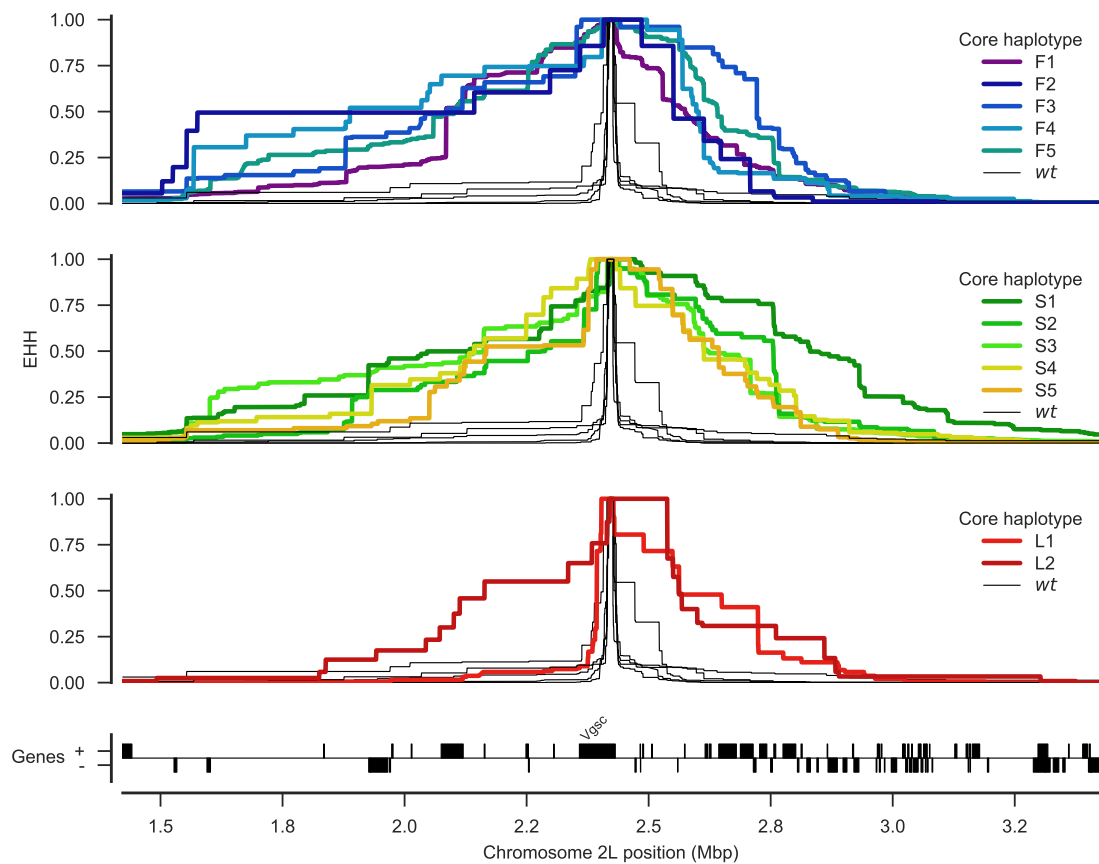 1.00
0.75
0.50
0.25
0.00
Core haplotype
F1
F2
F3
F4
F5
wt
1.00
0.75
0.50
0.25
0.00
EHH
Core haplotype
S1
S2
S3
S4
S5
wt
1.00
0.75
0.50
0.25
0.00
Core haplotype
L1
L2
wt
Vgsc
Genes
+
-
1.5 1.8 2.0 2.2 2.5 2.8 3.0 3.2
Chromosome 2L position (Mbp)